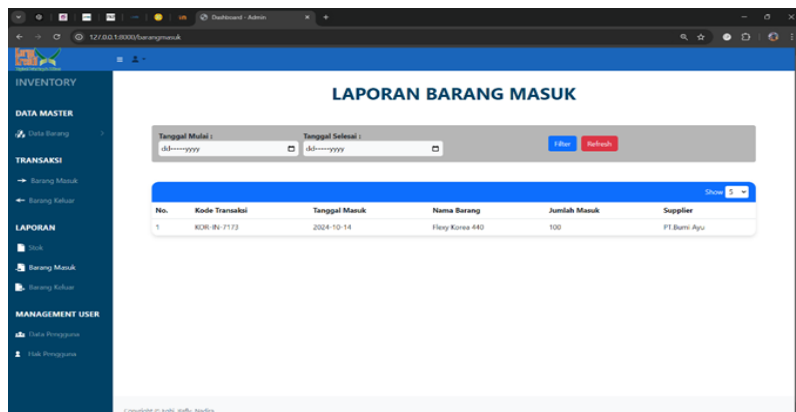 Dashboard - Admin
127.0.0.1:8000/barangmasuk
INVENTORY
DATA MASTER
Data Barang
TRANSAKSI
Barang Masuk
Barang Keluar
LAPORAN
Stok
Barang Masuk
Barang Keluar
MANAGEMENT USER
Data Pengguna
Hak Pengguna
LAPORAN BARANG MASUK
Tanggal Mulai : Tanggal Selesai :
dd-----yyyy dd-----yyyy Filter Refresh
Show 5
No. Kode Transaksi Tanggal Masuk Nama Barang Jumlah Masuk Supplier
1 KOR-IN-7173 2024-10-14 Flexy Korea 440 100 PT.Bumi Ayu
Copyright ©